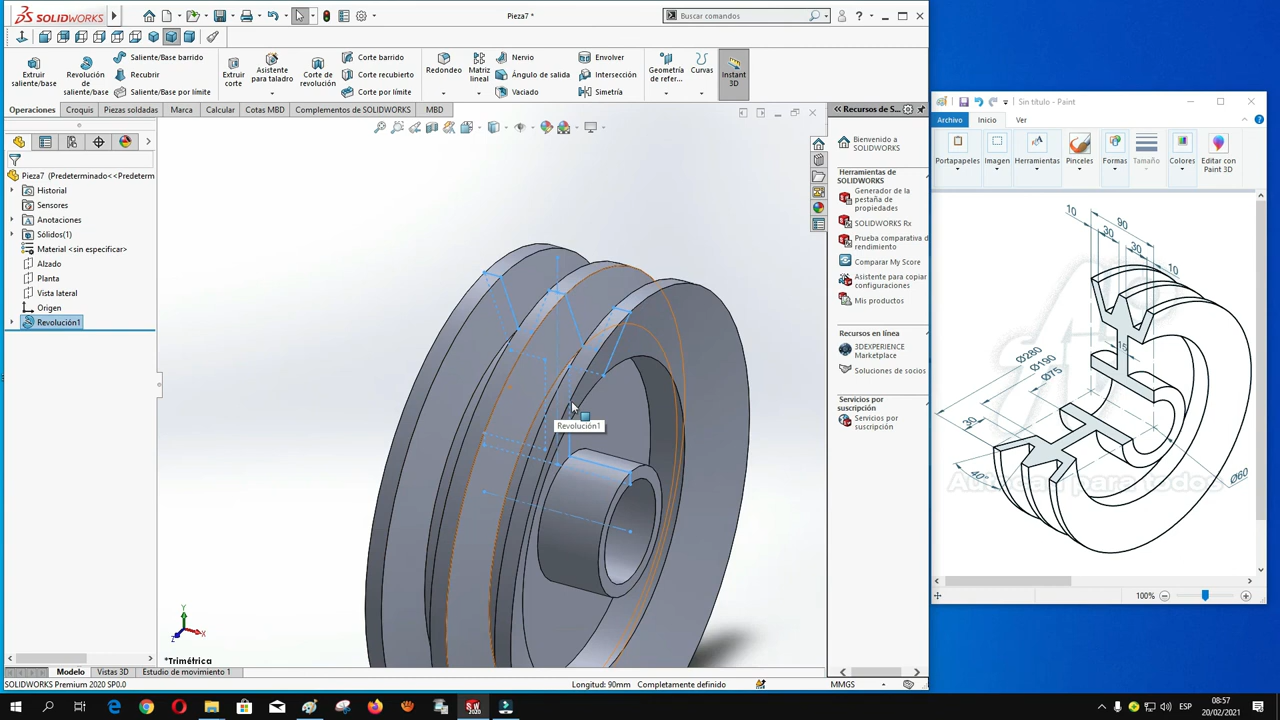 SOLIDWORKS
Pieza7 *
Buscar comandos
Extruir saliente/base
Revolución de saliente/base
Saliente/Base barrido
Recubrir
Saliente/Base por límite
Extruir corte
Asistente para taladro
Corte de revolución
Corte barrido
Corte recubierto
Corte por límite
Redondeo
Matriz lineal
Nervio
Ángulo de salida
Vaciado
Envolver
Intersección
Simetría
Geometría de refer...
Curvas
Instant 3D
Operaciones
Croquis
Piezas soldadas
Marca
Calcular
Cotas MBD
Complementos de SOLIDWORKS
MBD
Pieza7 (Predeterminado<<Predeterm
Historial
Sensores
Anotaciones
Sólidos(1)
Material <sin especificar>
Alzado
Planta
Vista lateral
Origen
Revolución1
Revolución1
Y
X
Z
*Trimétrica
Modelo
Vistas 3D
Estudio de movimiento 1
SOLIDWORKS Premium 2020 SP0.0
Longitud: 90mm
Completamente definido
MMGS
Recursos de S...
Bienvenido a SOLIDWORKS
Herramientas de SOLIDWORKS
Generador de la pestaña de propiedades
SOLIDWORKS Rx
Prueba comparativa de rendimiento
Comparar My Score
Asistente para copiar configuraciones
Mis productos
Recursos en línea
3DEXPERIENCE Marketplace
Soluciones de socios
Servicios por suscripción
Servicios por suscripción
Sin título - Paint
Archivo
Inicio
Ver
Portapapeles
Imagen
Herramientas
Pinceles
Formas
Tamaño
Colores
Editar con Paint 3D
10
90
30
30
10
15
Ø280
Ø190
Ø75
30
40°
Ø60
100%
08:57
ESP
20/02/2021